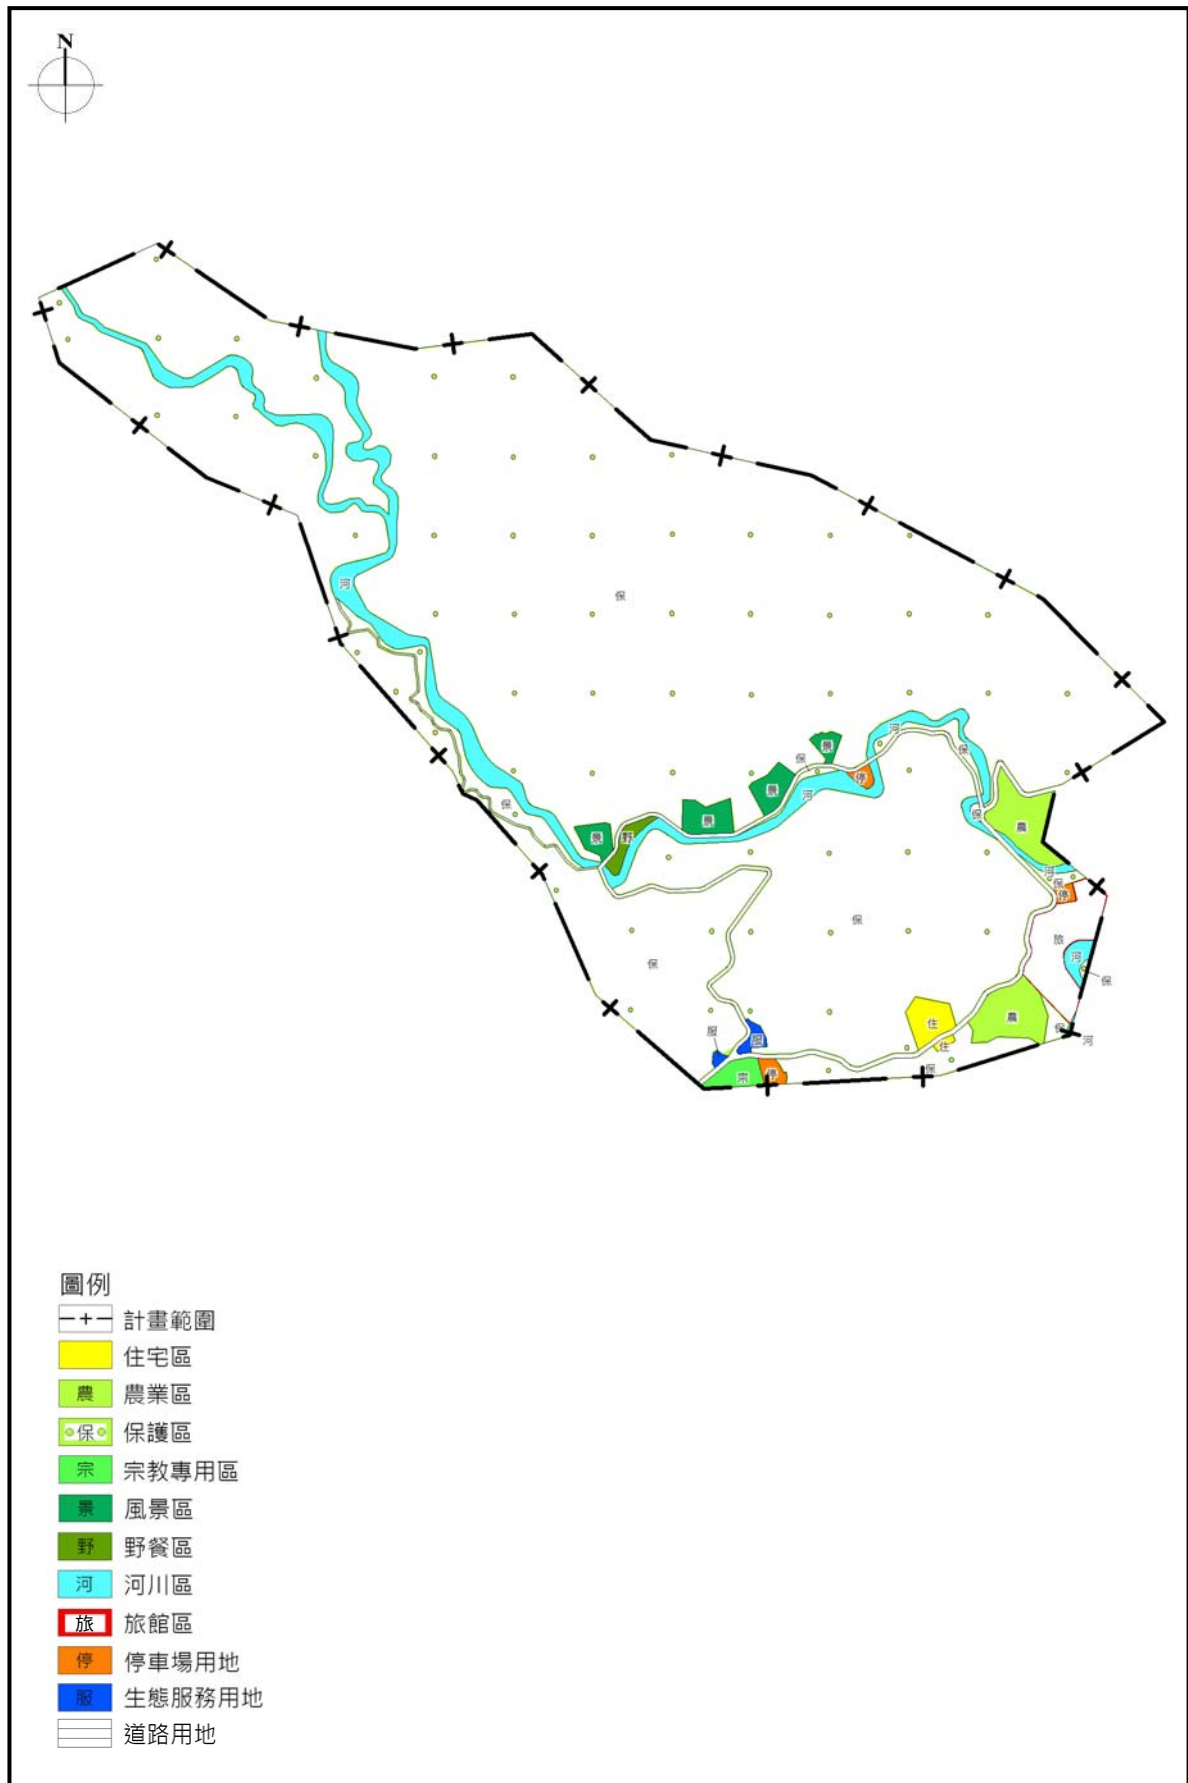 N
河
保
景
保
河
保
景
河
停
景
保
景
野
景
保
農
河
保
停
保
旅
河
保
保
農
住
住
保
河
保
服
服
宗
停
圖例
計畫範圍
住宅區
農 農業區
保 保護區
宗 宗教專用區
景 風景區
野 野餐區
河 河川區
旅 旅館區
停 停車場用地
服 生態服務用地
道路用地